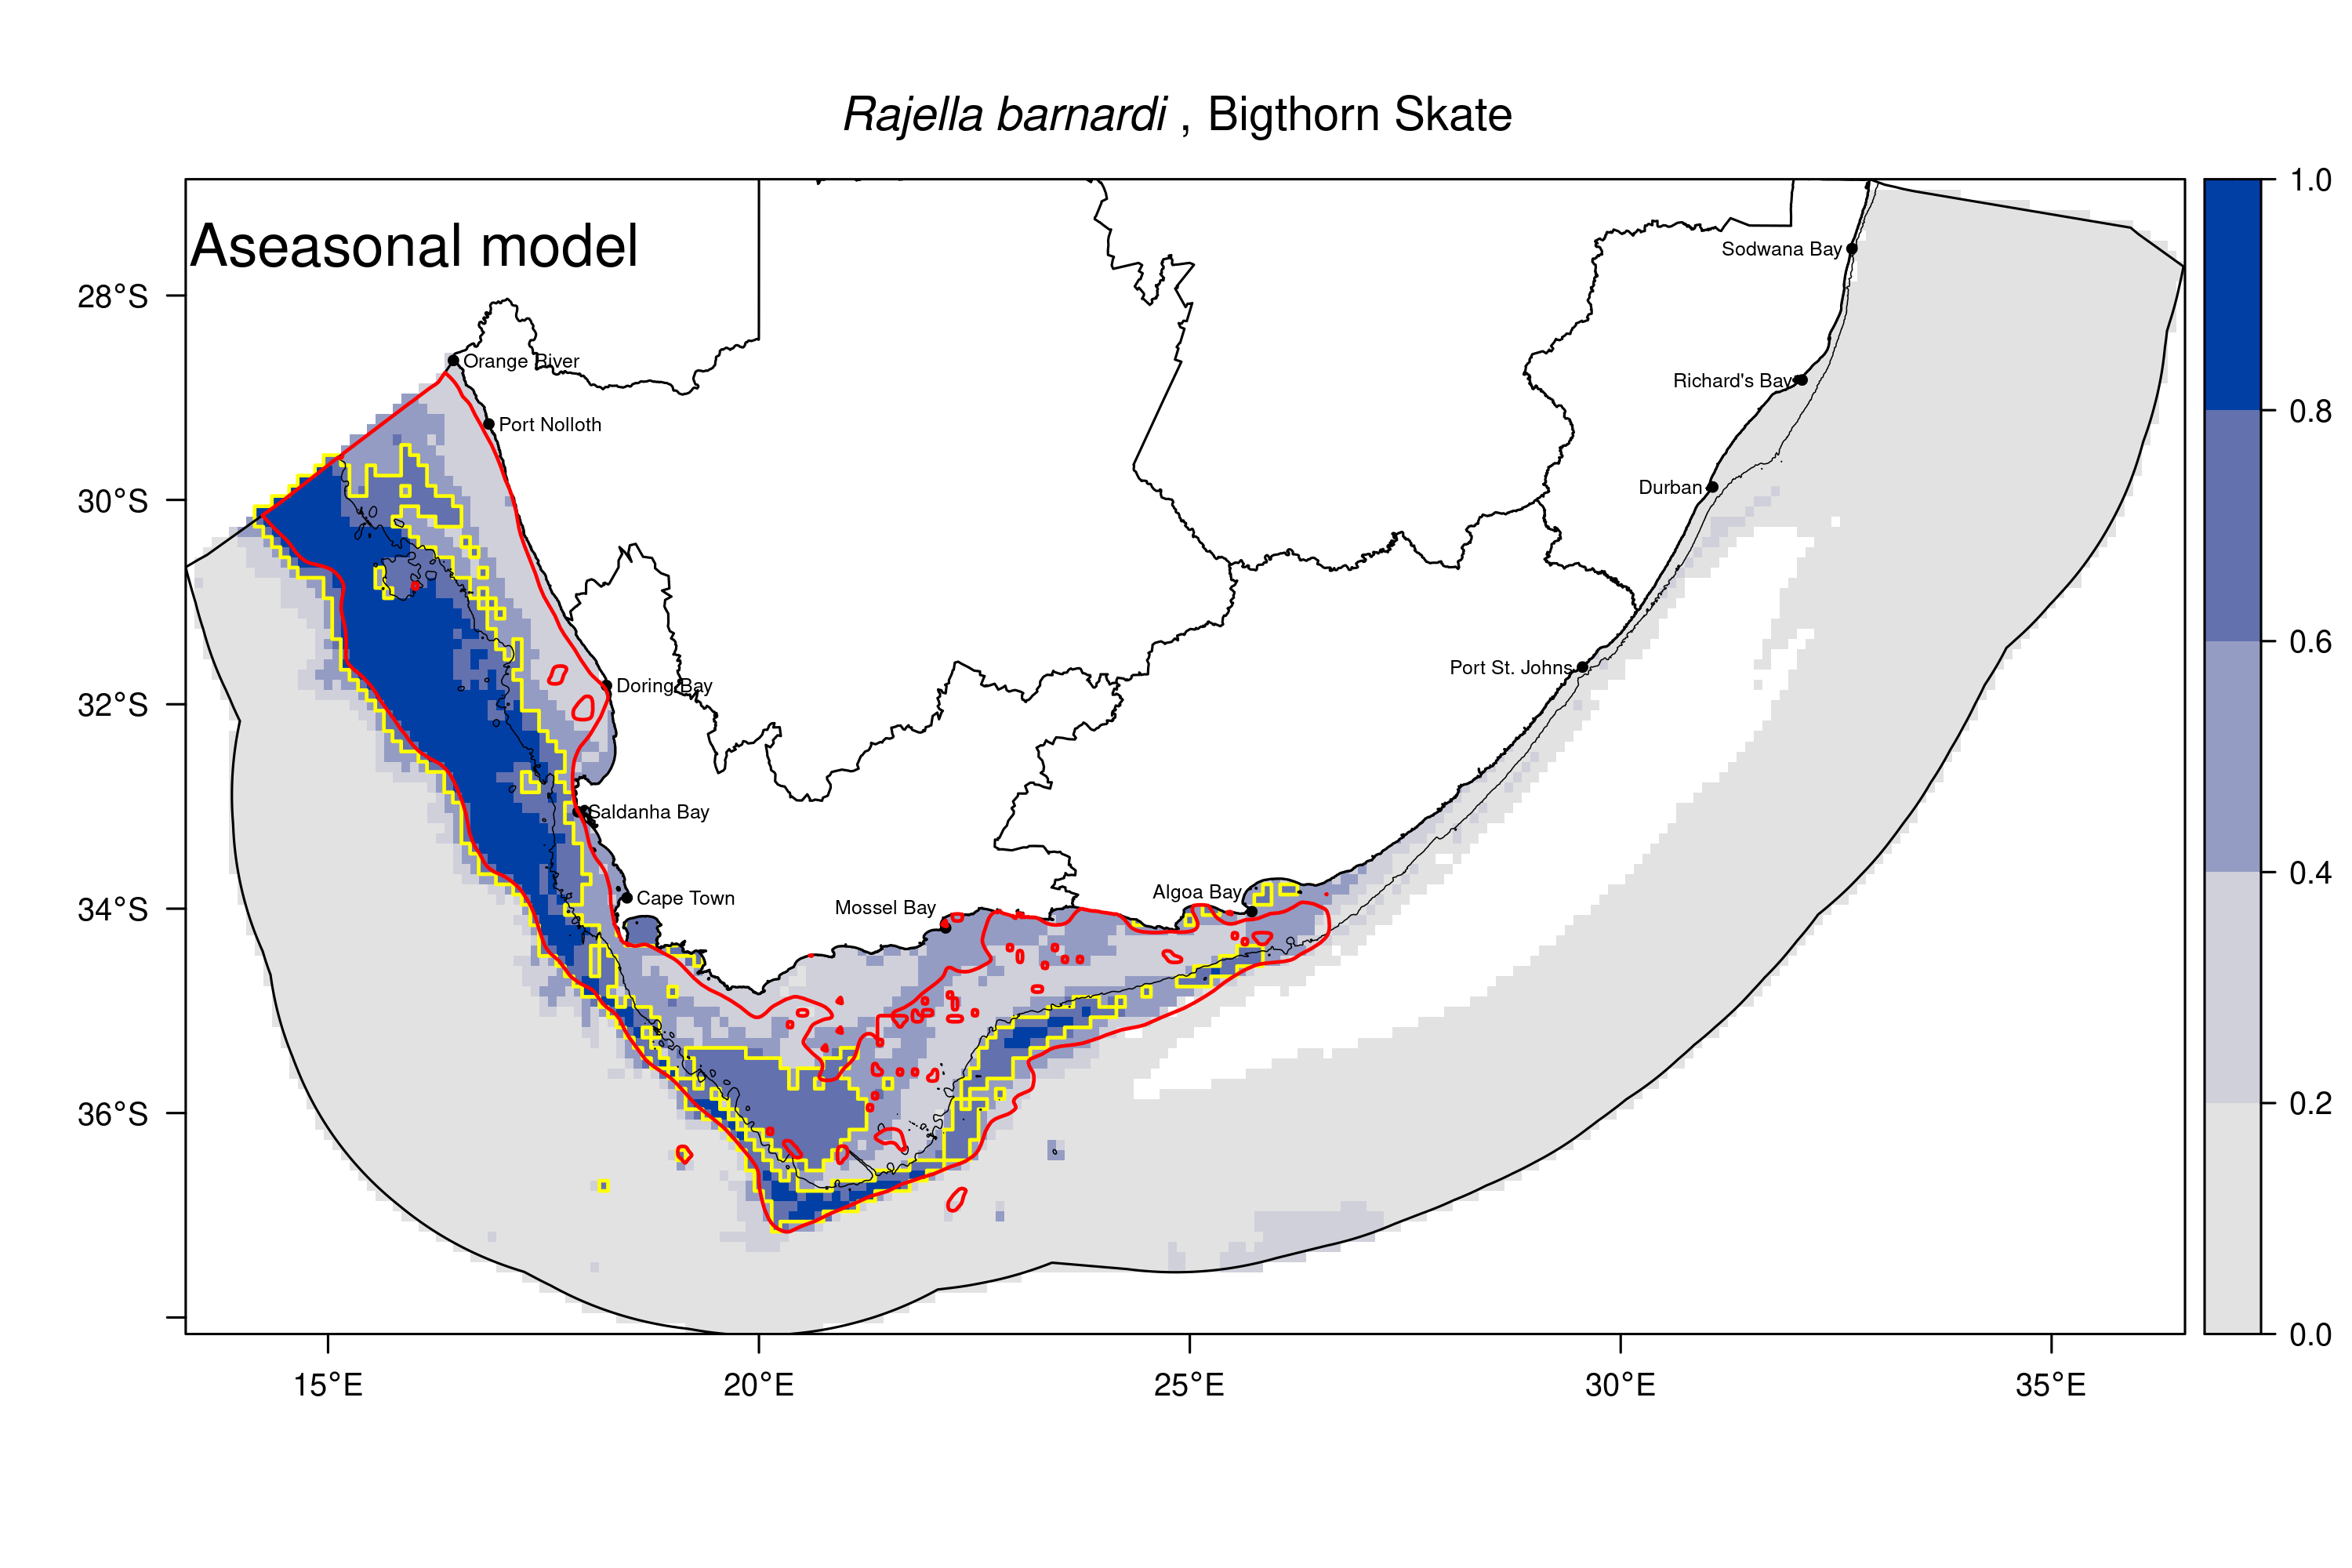 Rajella barnardi , Bigthorn Skate
Aseasonal model
1.0
Sodwana Bay
28°S
Orange River
Richard's Bay
0.8
Port Nolloth
Durban
30°S
0.6
Port St. Johns
Doring Bay
32°S
Saldanha Bay
0.4
Algoa Bay
Cape Town
Mossel Bay
34°S
0.2
36°S
0.0
15°E
20°E
25°E
30°E
35°E